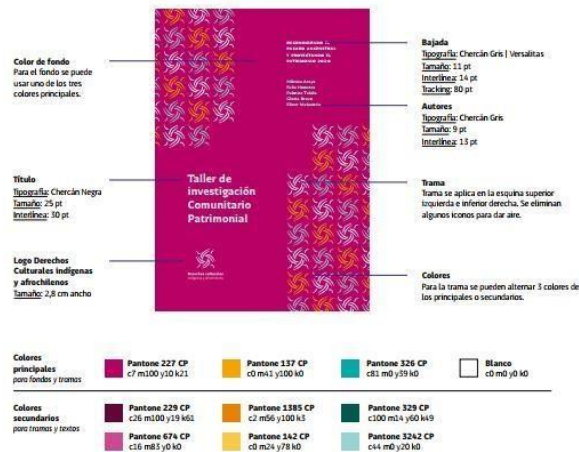 Color de fondo
Para el fondo se puede
usar uno de los tres
colores principales.
Título
Tipografía: Chercán Negra
Tamaño: 25 pt
Interlínea: 30 pt
Logo Derechos
Culturales indígenas
y afrochilenos
Tamaño: 2,8 cm ancho
Taller de
investigación
Comunitario
Patrimonial
Derechos culturales
Bajada
Tipografía: Chercán Gris | Versalitas
Tamaño: 11 pt
Interlínea: 14 pt
Tracking: 80 pt
Autores
Tipografía: Chercán Gris
Tamaño: 9 pt
Interlínea: 13 pt
Trama
Trama se aplica en la esquina superior
izquierda e inferior derecha. Se eliminan
algunos iconos para dar aire.
Colores
Para la trama se pueden alternar 3 colores de
los principales o secundarios.
Colores
principales
para fondos y tramas
Pantone 227 CP
c7 m100 y10 k21
Pantone 137 CP
c0 m41 y100 k0
Pantone 326 CP
c81 m0 y39 k0
Blanco
c0 m0 y0 k0
Colores
secundarios
para tramas y textos
Pantone 229 CP
c26 m100 y19 k61
Pantone 1385 CP
c2 m56 y100 k3
Pantone 329 CP
c100 m14 y60 k49
Pantone 674 CP
c16 m83 y0 k0
Pantone 142 CP
c0 m24 y78 k0
Pantone 3242 CP
c44 m0 y20 k0